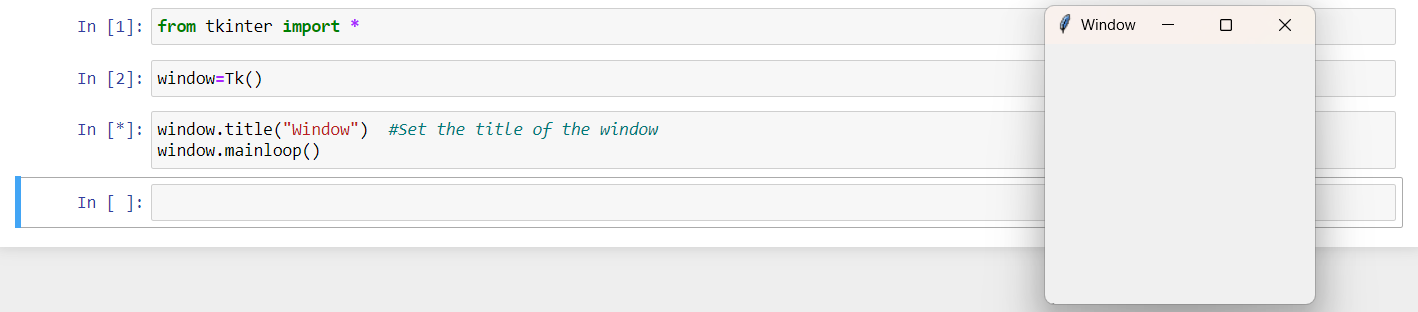 In [1]: from tkinter import *
Window
In [2]: window=Tk()
In [*]: window.title("Window")  #Set the title of the window
window.mainloop()
In [ ]: